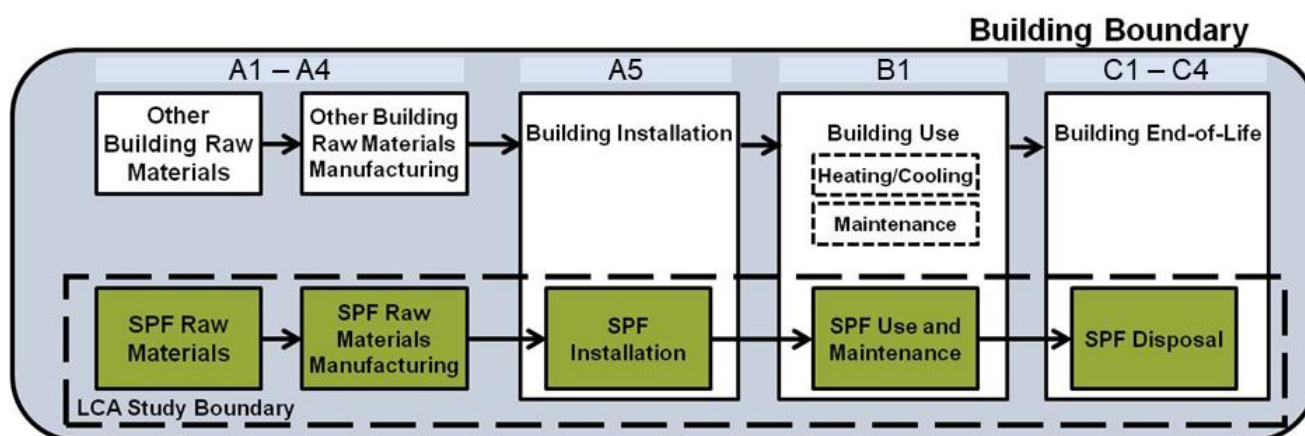 Building Boundary
A1 – A4
A5
B1
C1 – C4
Other
Building Raw
Materials
Other Building
Raw Materials
Manufacturing
Building Installation
Building Use
Heating/Cooling
Maintenance
Building End-of-Life
SPF Raw
Materials
SPF Raw
Materials
Manufacturing
SPF
Installation
SPF Use and
Maintenance
SPF Disposal
LCA Study Boundary